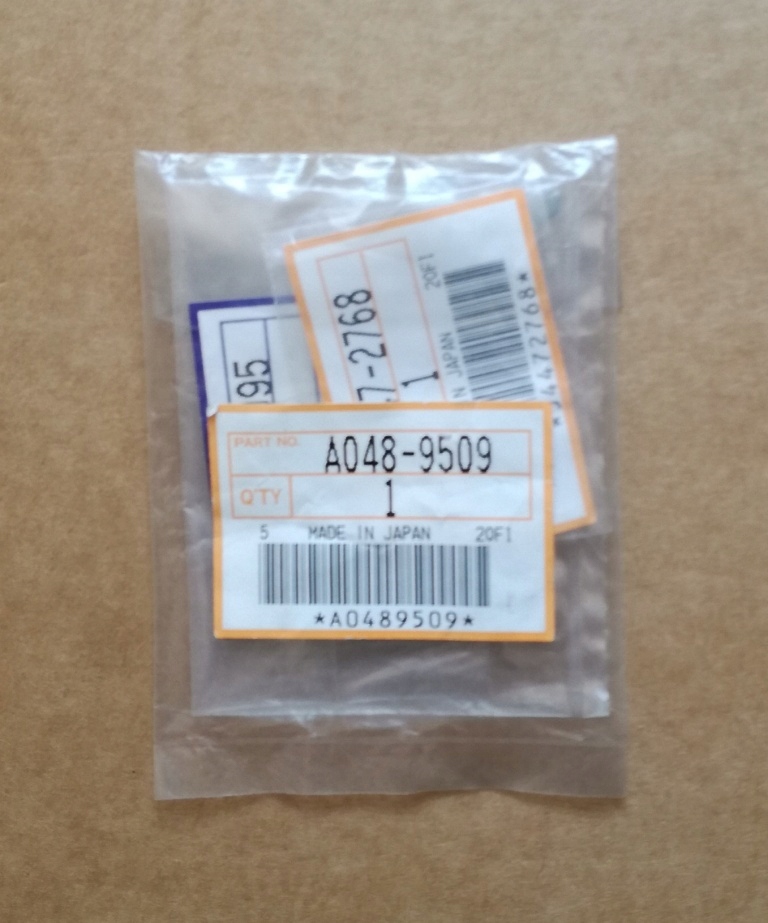 20FI
7-2768
1
N JAPAN
472768*
195
PART NO. A048-9509
Q'TY 1
5 MADE IN JAPAN 20FI
*A0489509*